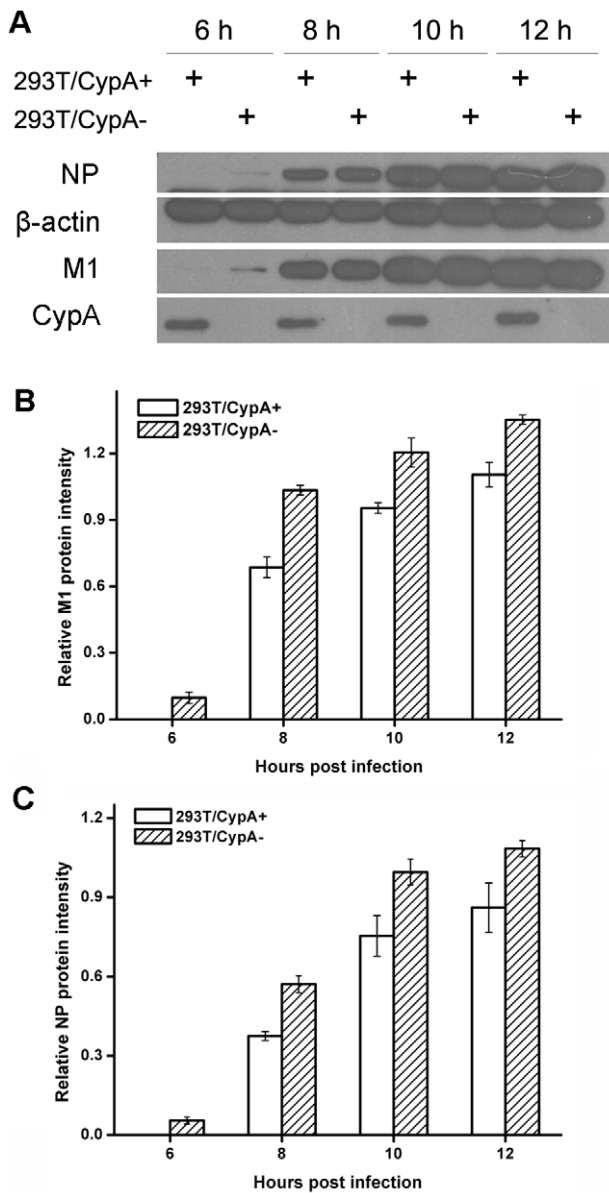 A
6 h 8 h 10 h 12 h
293T/CypA+ + + + +
293T/CypA- + + + +
NP
β-actin
M1
CypA
B
293T/CypA+
293T/CypA-
Relative M1 protein intensity
1.2
0.9
0.6
0.3
0.0
6 8 10 12
Hours post infection
C
293T/CypA+
293T/CypA-
Relative NP protein intensity
1.2
0.9
0.6
0.3
0.0
6 8 10 12
Hours post infection